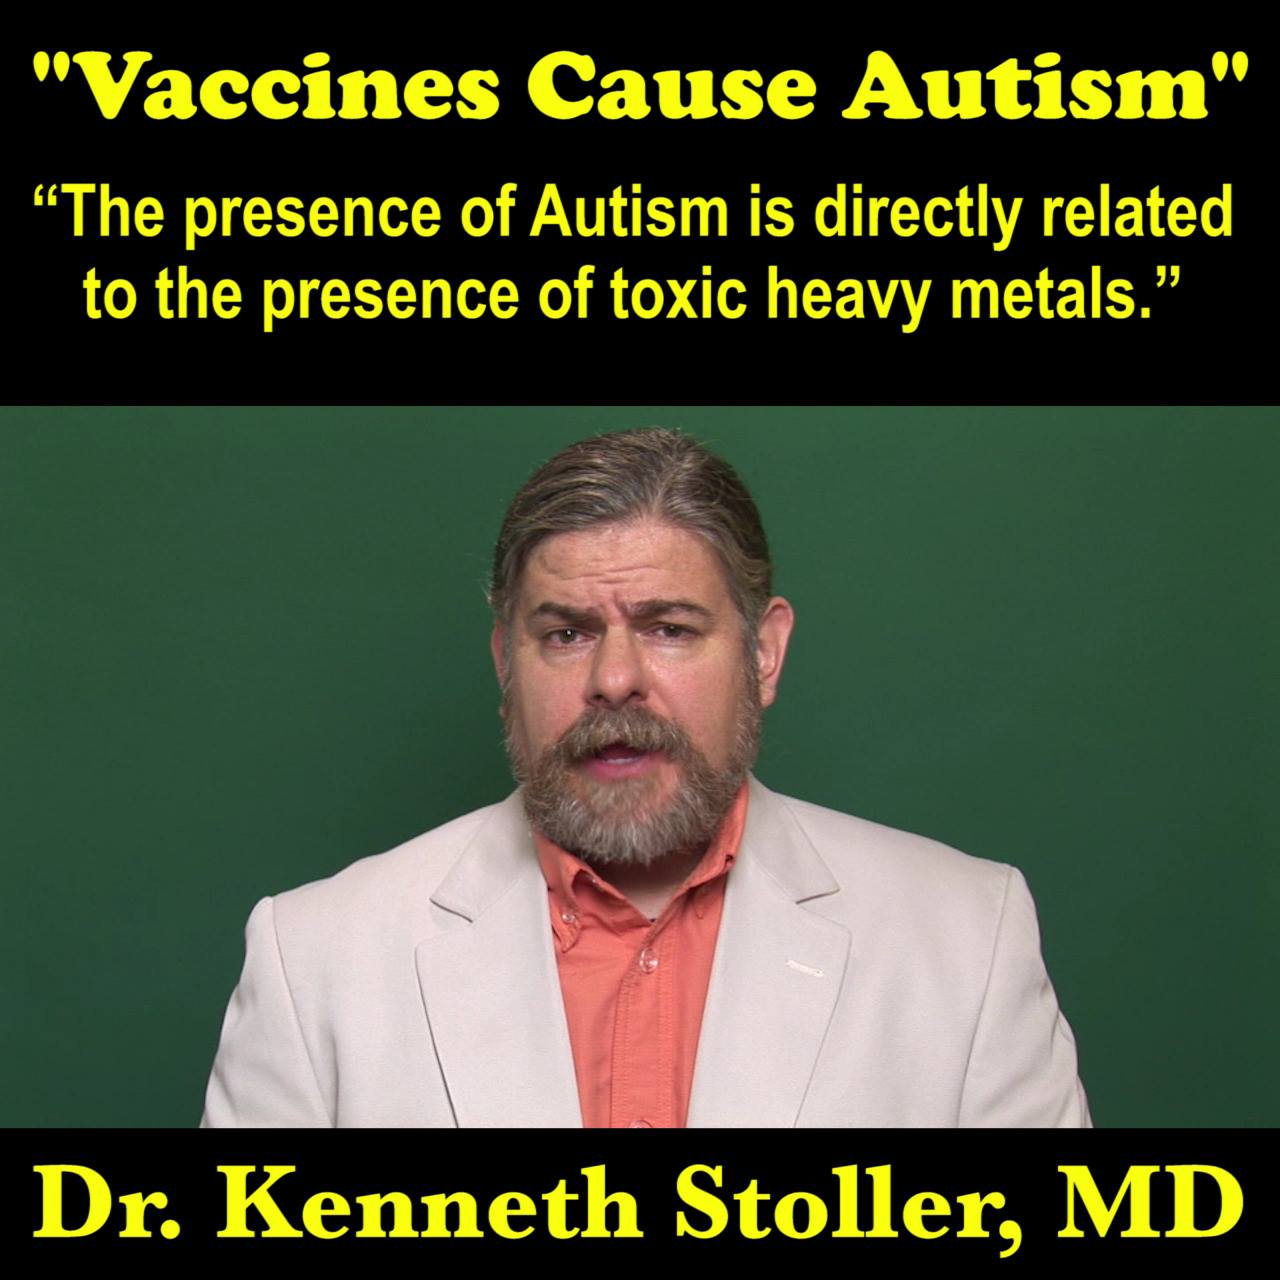 "Vaccines Cause Autism"
“The presence of Autism is directly related
to the presence of toxic heavy metals.”
Dr. Kenneth Stoller, MD